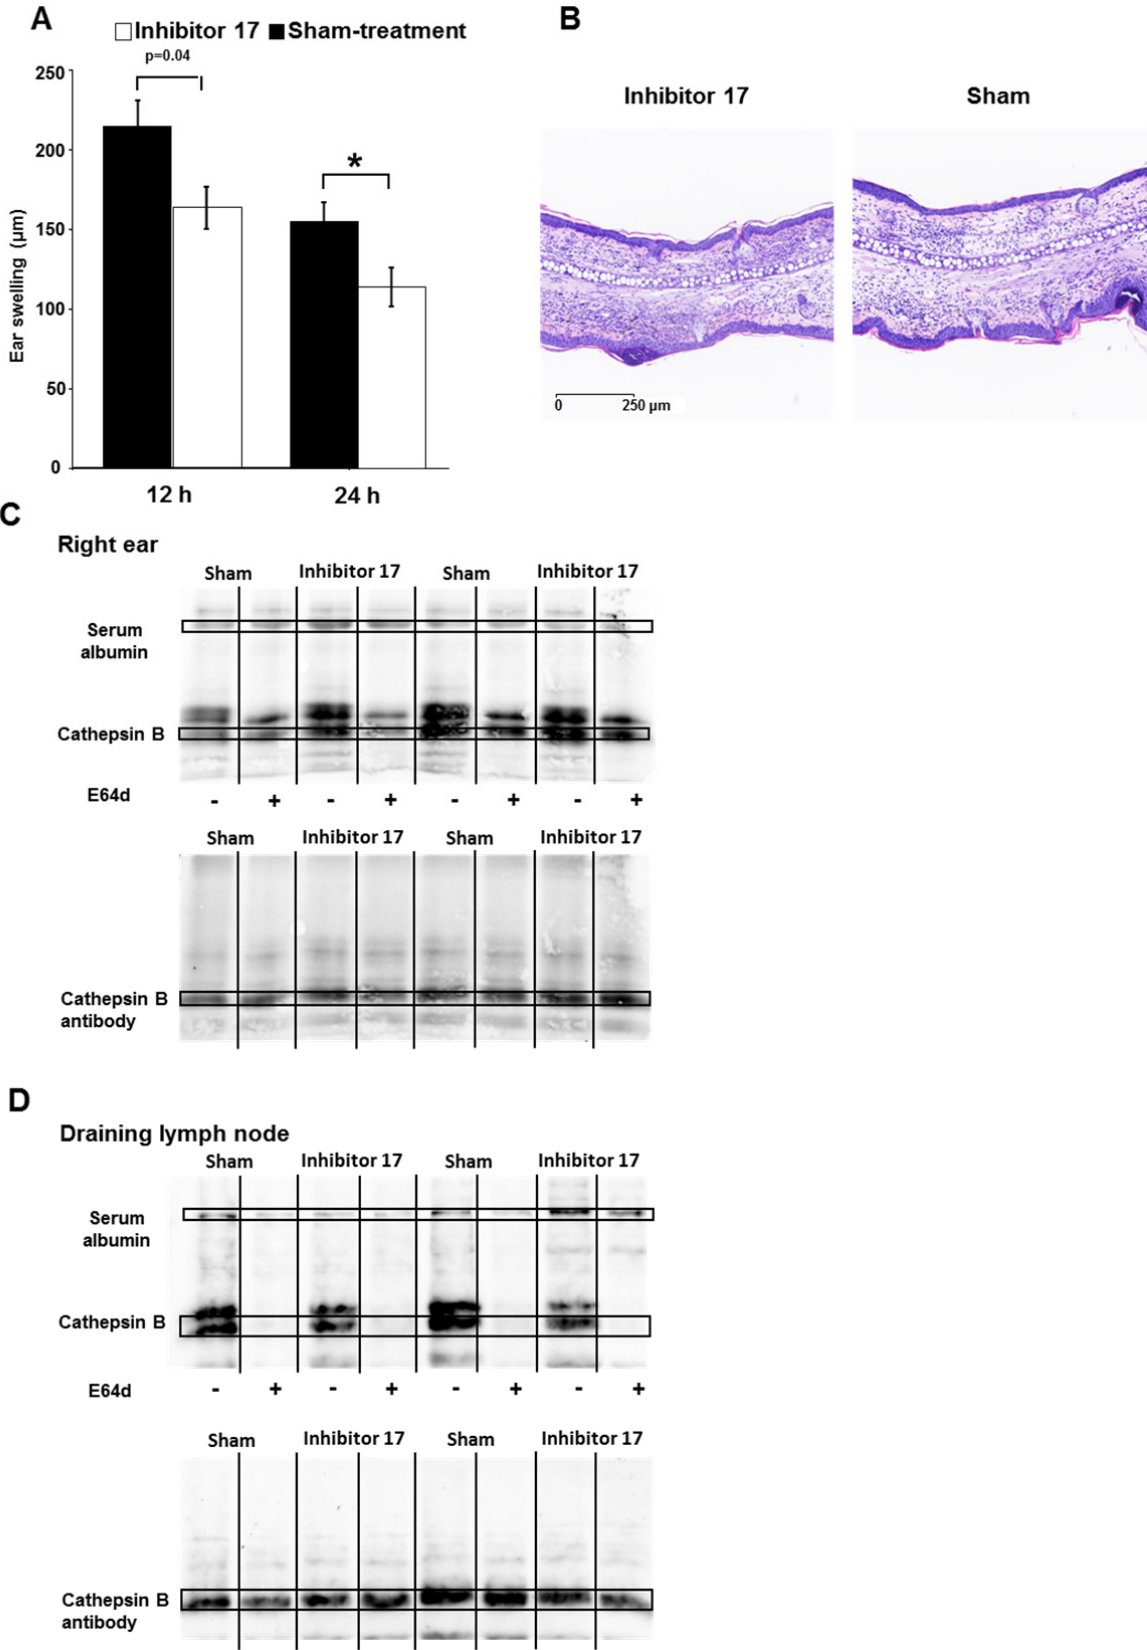 A
Inhibitor 17 Sham-treatment
p=0.04
*
250
200
150
100
50
0
Ear swelling (µm)
12 h 24 h
B
Inhibitor 17 Sham
0 250 µm
C
Right ear
Sham Inhibitor 17 Sham Inhibitor 17
Serum
albumin
Cathepsin B
E64d - + - + - + - +
Sham Inhibitor 17 Sham Inhibitor 17
Cathepsin B
antibody
D
Draining lymph node
Sham Inhibitor 17 Sham Inhibitor 17
Serum
albumin
Cathepsin B
E64d - + - + - + - +
Sham Inhibitor 17 Sham Inhibitor 17
Cathepsin B
antibody